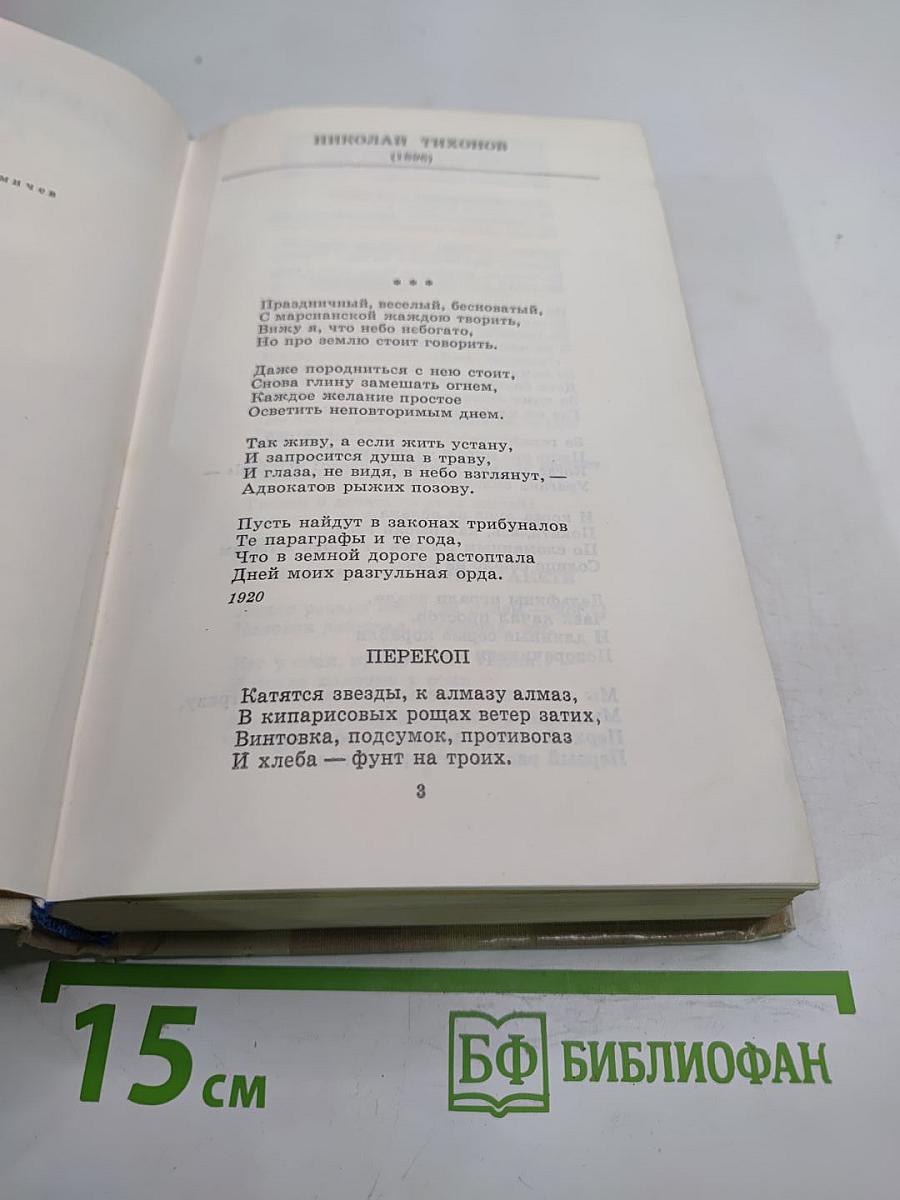 мичев
НИКОЛАЙ ТИХОНОВ
(1896)
* * *
Праздничный, веселый, бесноватый,
С марсианской жаждою творить,
Вижу я, что небо небогато,
Но про землю стоит говорить.
Даже породниться с нею стоит,
Снова глину замешать огнем,
Каждое желание простое
Осветить неповторимым днем.
Так живу, а если жить устану,
И запросится душа в траву,
И глаза, не видя, в небо взглянут, —
Адвокатов рыжих позову.
Пусть найдут в законах трибуналов
Те параграфы и те года,
Что в земной дороге растоптала
Дней моих разгульная орда.
1920
ПЕРЕКОП
Катятся звезды, к алмазу алмаз,
В кипарисовых рощах ветер затих,
Винтовка, подсумок, противогаз
И хлеба — фунт на троих.
3
15 см
БФ БИБЛИОФАН